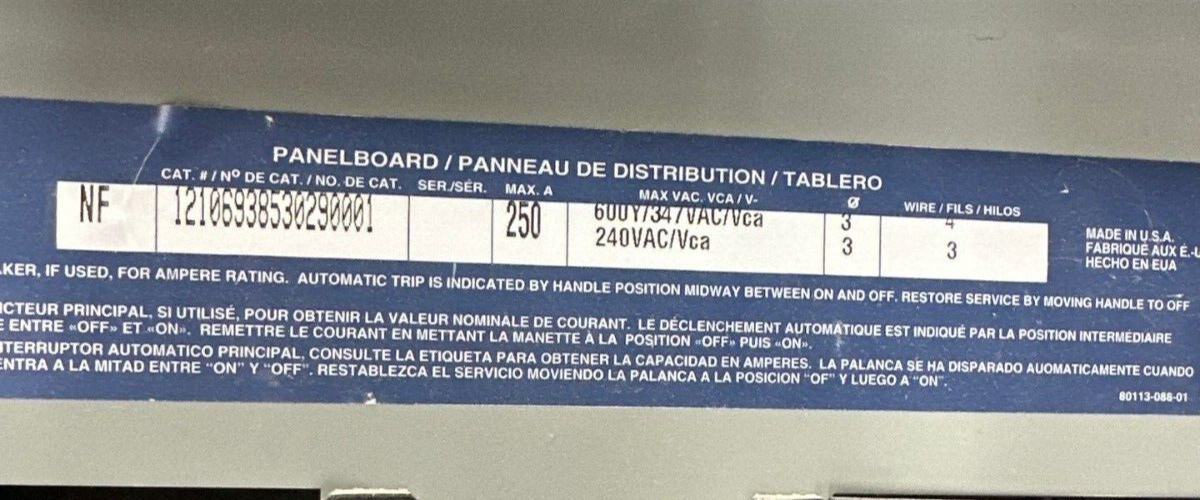 PANELBOARD / PANNEAU DE DISTRIBUTION / TABLERO
CAT. # / Nº DE CAT. / NO. DE CAT. SER./SÉR. MAX. A MAX VAC. VCA / V~ Ø WIRE / FILS / HILOS
NF 12106938530290001 250 600Y/347VAC/Vca 3 4
240VAC/Vca 3 3
MADE IN U.S.A.
FABRIQUÉ AUX É.-U
HECHO EN EUA
KER, IF USED, FOR AMPERE RATING. AUTOMATIC TRIP IS INDICATED BY HANDLE POSITION MIDWAY BETWEEN ON AND OFF. RESTORE SERVICE BY MOVING HANDLE TO OFF
CTEUR PRINCIPAL, SI UTILISÉ, POUR OBTENIR LA VALEUR NOMINALE DE COURANT. LE DÉCLENCHEMENT AUTOMATIQUE EST INDIQUÉ PAR LA POSITION INTERMÉDIAIRE
E ENTRE «OFF» ET «ON». REMETTRE LE COURANT EN METTANT LA MANETTE À LA POSITION «OFF» PUIS «ON».
TERRUPTOR AUTOMATICO PRINCIPAL, CONSULTE LA ETIQUETA PARA OBTENER LA CAPACIDAD EN AMPERES. LA PALANCA SE HA DISPARADO AUOMATICAMENTE CUANDO
ENTRA A LA MITAD ENTRE "ON" Y "OFF". RESTABLEZCA EL SERVICIO MOVIENDO LA PALANCA A LA POSICION "OF" Y LUEGO A "ON".
80113-088-01